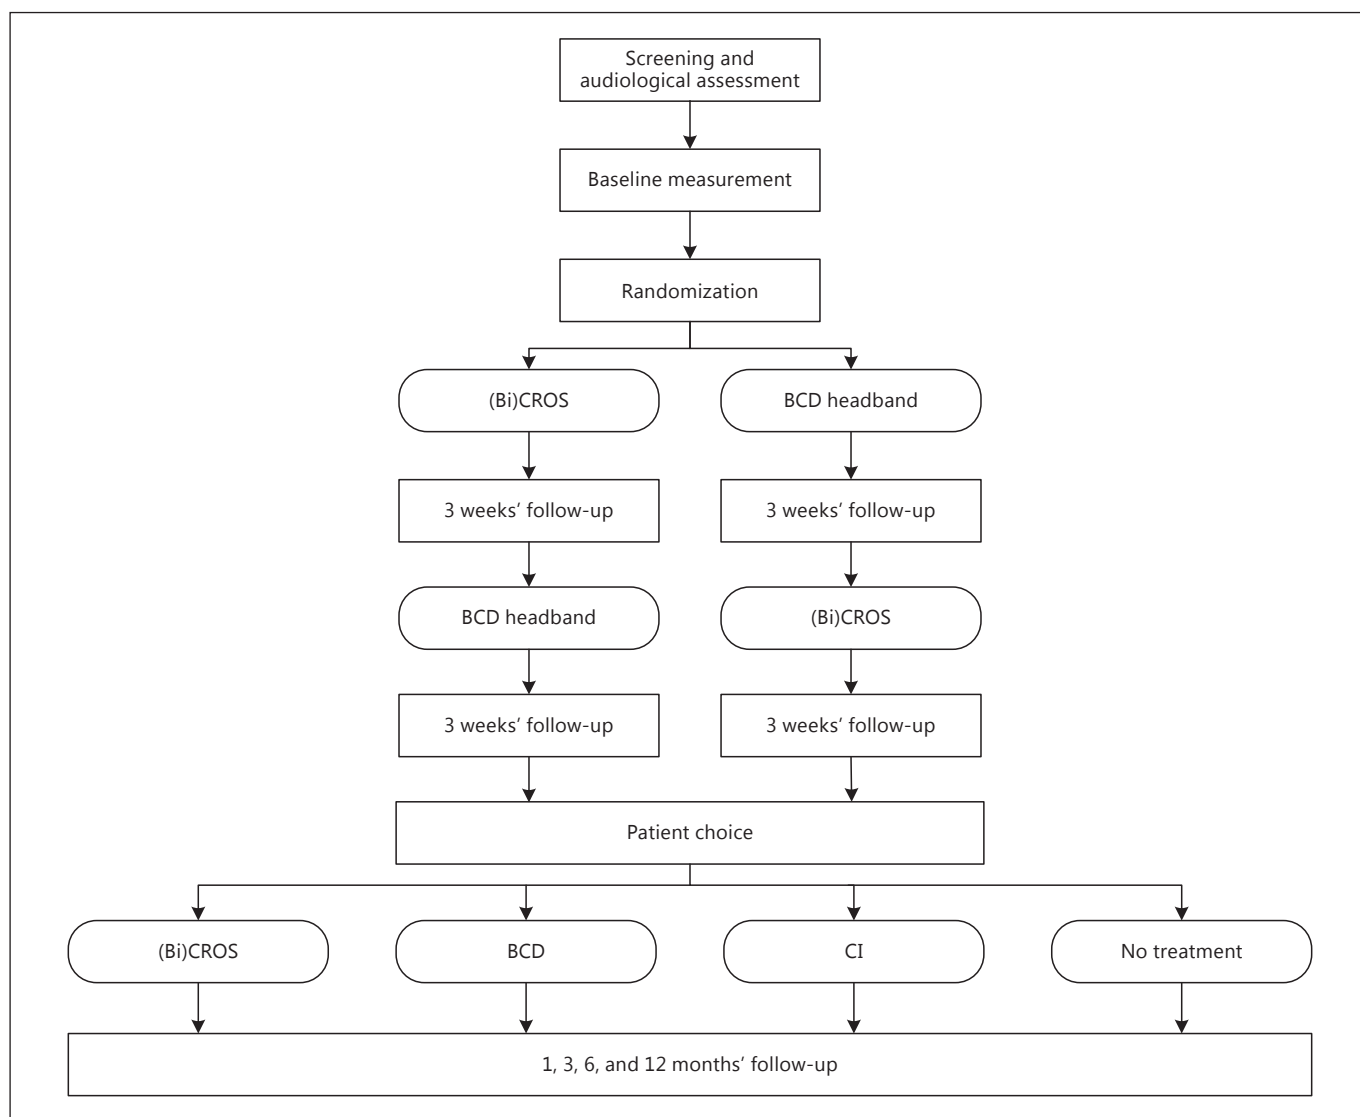 Screening and
audiological assessment
Baseline measurement
Randomization
(Bi)CROS
BCD headband
3 weeks’ follow-up
3 weeks’ follow-up
BCD headband
(Bi)CROS
3 weeks’ follow-up
3 weeks’ follow-up
Patient choice
(Bi)CROS
BCD
CI
No treatment
1, 3, 6, and 12 months’ follow-up